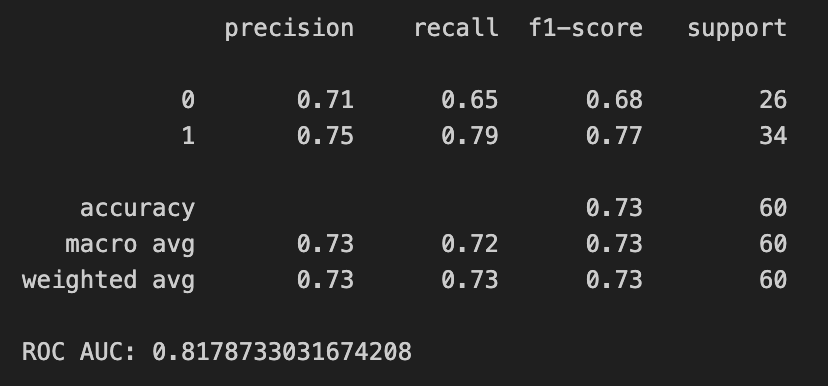 precision recall f1-score support
0 0.71 0.65 0.68 26
1 0.75 0.79 0.77 34
accuracy 0.73 60
macro avg 0.73 0.72 0.73 60
weighted avg 0.73 0.73 0.73 60
ROC AUC: 0.8178733031674208